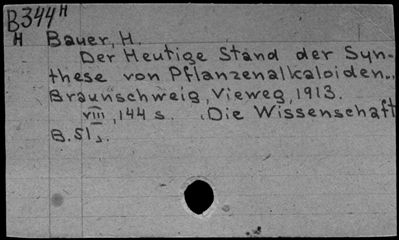 B344H
H Bauer, H.
Der Heutige Stand der Syn-
these von Pflanzenalkaloiden..
Braunschweig, Vieweg, 1913.
VIII, 144 s. (Die Wissenschaft
B.51).